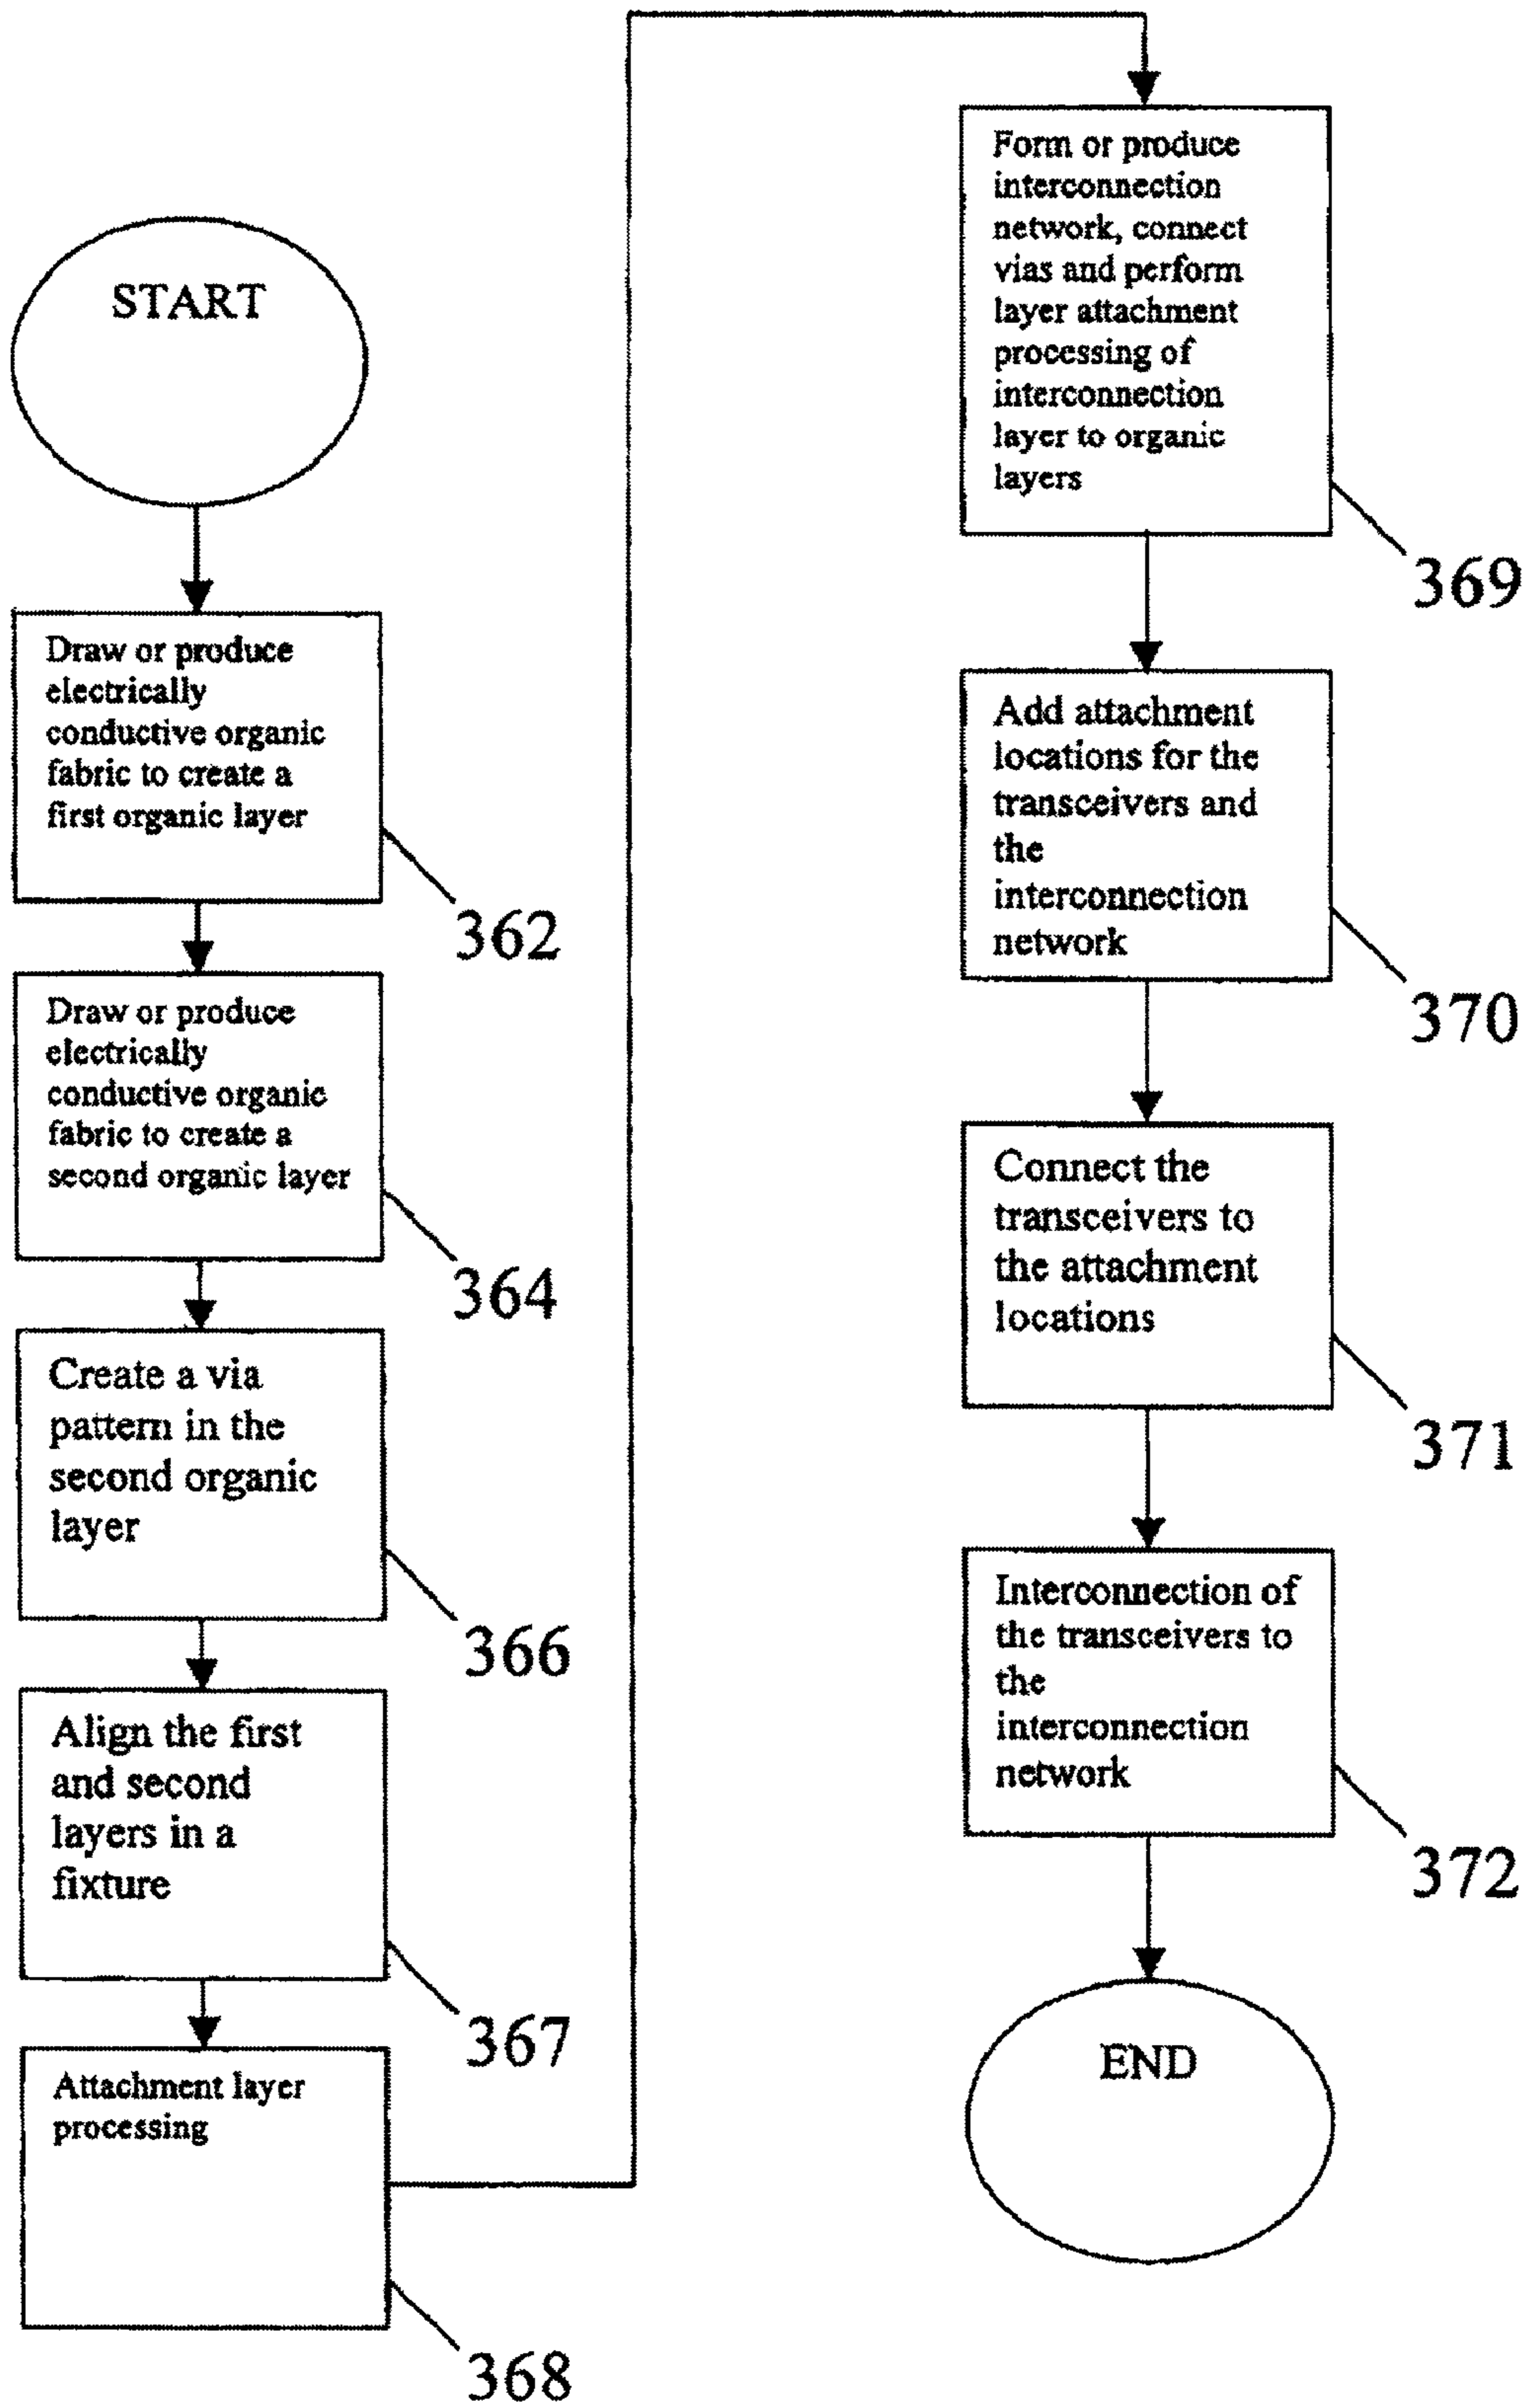 START
Draw or produce
electrically
conductive organic
fabric to create a
first organic layer
362
Draw or produce
electrically
conductive organic
fabric to create a
second organic layer
364
Create a via
pattern in the
second organic
layer
366
Align the first
and second
layers in a
fixture
367
Attachment layer
processing
368
Form or produce
interconnection
network, connect
vias and perform
layer attachment
processing of
interconnection
layer to organic
layers
369
Add attachment
locations for the
transceivers and
the
interconnection
network
370
Connect the
transceivers to
the attachment
locations
371
Interconnection of
the transceivers to
the
interconnection
network
372
END